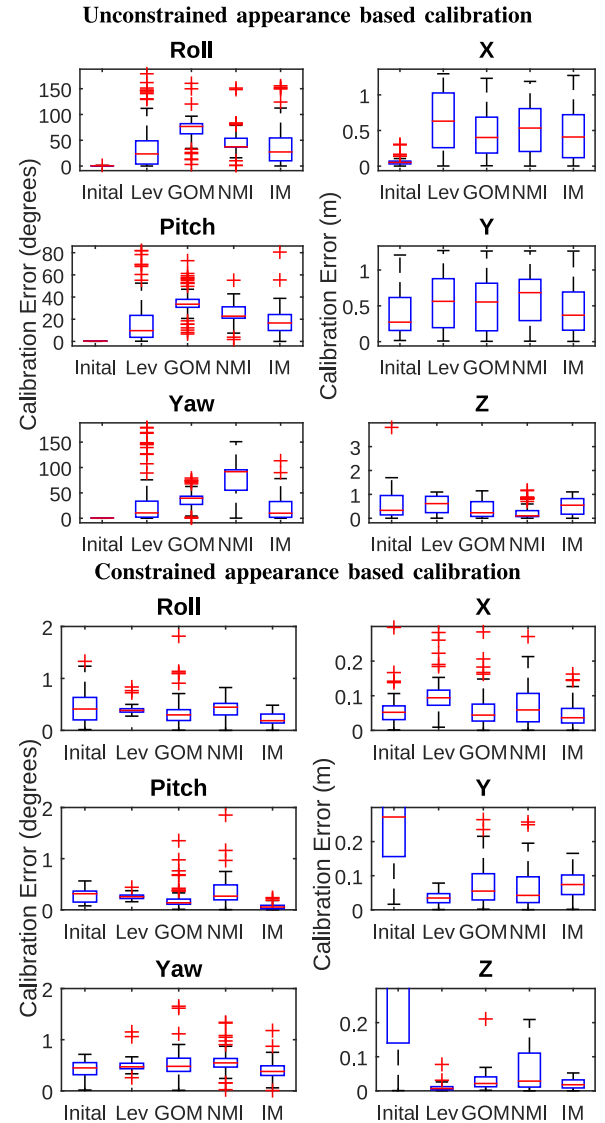 Unconstrained appearance based calibration
Roll
X
150
100
50
0
1
0.5
0
Inital Lev GOM NMI IM
Inital Lev GOM NMI IM
Calibration Error (degrees)
Calibration Error (m)
Pitch
Y
80
60
40
20
0
1
0.5
0
Inital Lev GOM NMI IM
Inital Lev GOM NMI IM
Yaw
Z
150
100
50
0
3
2
1
0
Inital Lev GOM NMI IM
Inital Lev GOM NMI IM
Constrained appearance based calibration
Roll
X
2
1
0
0.2
0.1
0
Inital Lev GOM NMI IM
Inital Lev GOM NMI IM
Calibration Error (degrees)
Calibration Error (m)
Pitch
Y
2
1
0
0.2
0.1
0
Inital Lev GOM NMI IM
Inital Lev GOM NMI IM
Yaw
Z
2
1
0
0.2
0.1
0
Inital Lev GOM NMI IM
Inital Lev GOM NMI IM